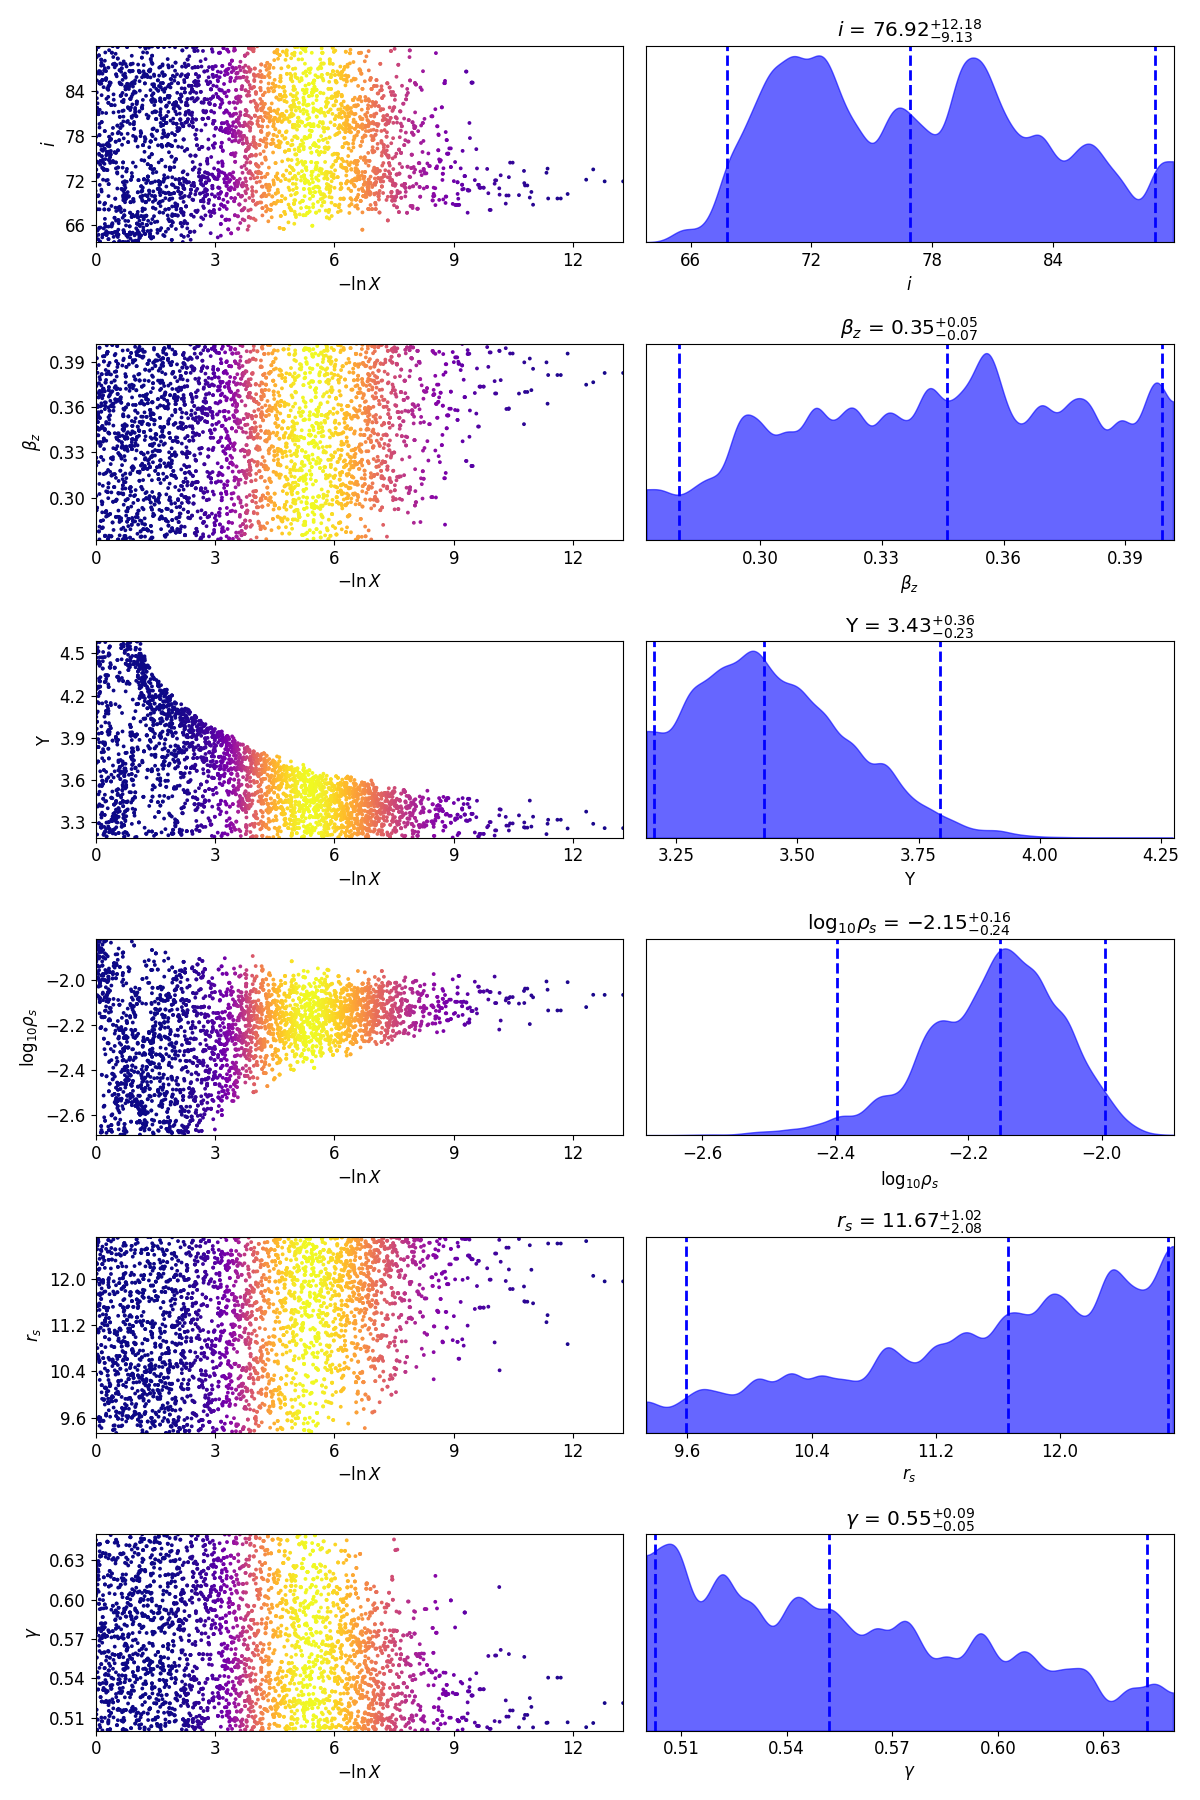 i = 76.92+12.18 −9.13
84
78
72
66
i
0 3 6 9 12
66 72 78 84
−ln X
i
βz = 0.35+0.05 −0.07
0.39
0.36
0.33
0.30
βz
0 3 6 9 12
0.30 0.33 0.36 0.39
−ln X
βz
Y = 3.43+0.36 −0.23
4.5
4.2
3.9
3.6
3.3
Y
0 3 6 9 12
3.25 3.50 3.75 4.00 4.25
−ln X
Y
log10ρs = −2.15+0.16 −0.24
−2.0
−2.2
−2.4
−2.6
log10ρs
0 3 6 9 12
−2.6 −2.4 −2.2 −2.0
−ln X
log10ρs
rs = 11.67+1.02 −2.08
12.0
11.2
10.4
9.6
rs
0 3 6 9 12
9.6 10.4 11.2 12.0
−ln X
rs
γ = 0.55+0.09 −0.05
0.63
0.60
0.57
0.54
0.51
γ
0 3 6 9 12
0.51 0.54 0.57 0.60 0.63
−ln X
γ